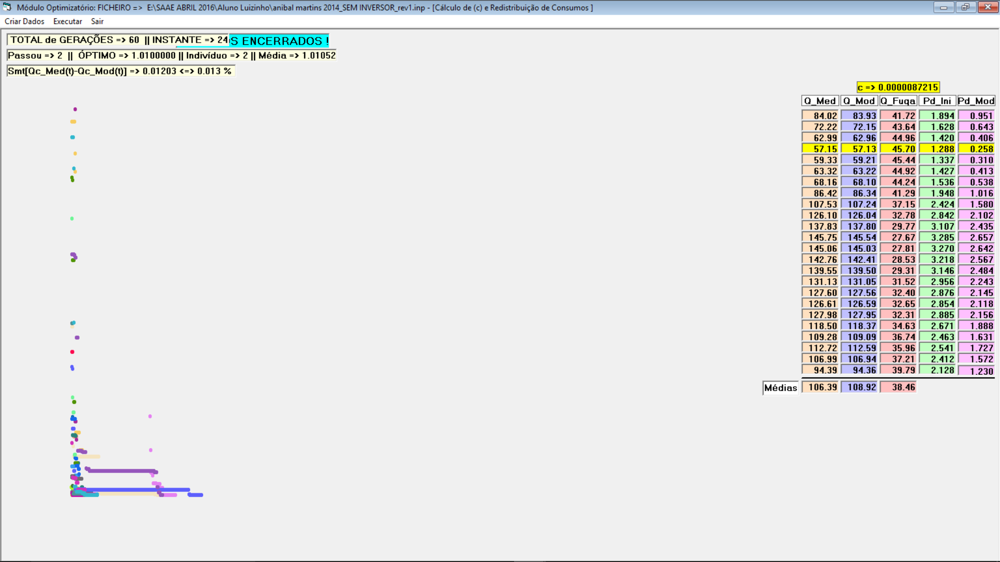 Módulo Optimizatório: FICHEIRO => E:\SAAE ABRIL 2016\Aluno Luizinho\anibal martins 2014_SEM INVERSOR_rev1.inp - [Cálculo de (c) e Redistribuição de Consumos ]
Criar Dados Executar Sair
TOTAL de GERAÇÕES => 60 || INSTANTE => 24 S ENCERRADOS !
Passou => 2 || ÓPTIMO => 1.0100000 || Indivíduo => 2 || Média => 1.01052
Smt[Qc_Med(t)-Qc_Mod(t)] => 0.01203 <=> 0.013 %
c => 0.0000087215
Q_Med Q_Mod Q_Fuga Pd_Ini Pd_Mod
84.02 83.93 41.72 1.894 0.951
72.22 72.15 43.64 1.628 0.643
62.99 62.96 44.96 1.420 0.406
57.15 57.13 45.70 1.288 0.258
59.33 59.21 45.44 1.337 0.310
63.32 63.22 44.92 1.427 0.413
68.16 68.10 44.24 1.536 0.538
86.42 86.34 41.29 1.948 1.016
107.53 107.24 37.15 2.424 1.580
126.10 126.04 32.78 2.842 2.102
137.83 137.80 29.77 3.107 2.435
145.75 145.54 27.67 3.285 2.657
145.06 145.03 27.81 3.270 2.642
142.76 142.41 28.53 3.218 2.567
139.55 139.50 29.31 3.146 2.484
131.13 131.05 31.52 2.956 2.243
127.60 127.56 32.40 2.876 2.145
126.61 126.59 32.65 2.854 2.118
127.98 127.95 32.31 2.885 2.156
118.50 118.37 34.63 2.671 1.888
109.28 109.09 36.74 2.463 1.631
112.72 112.59 35.96 2.541 1.727
106.99 106.94 37.21 2.412 1.572
94.39 94.36 39.79 2.128 1.230
Médias 106.39 108.92 38.46